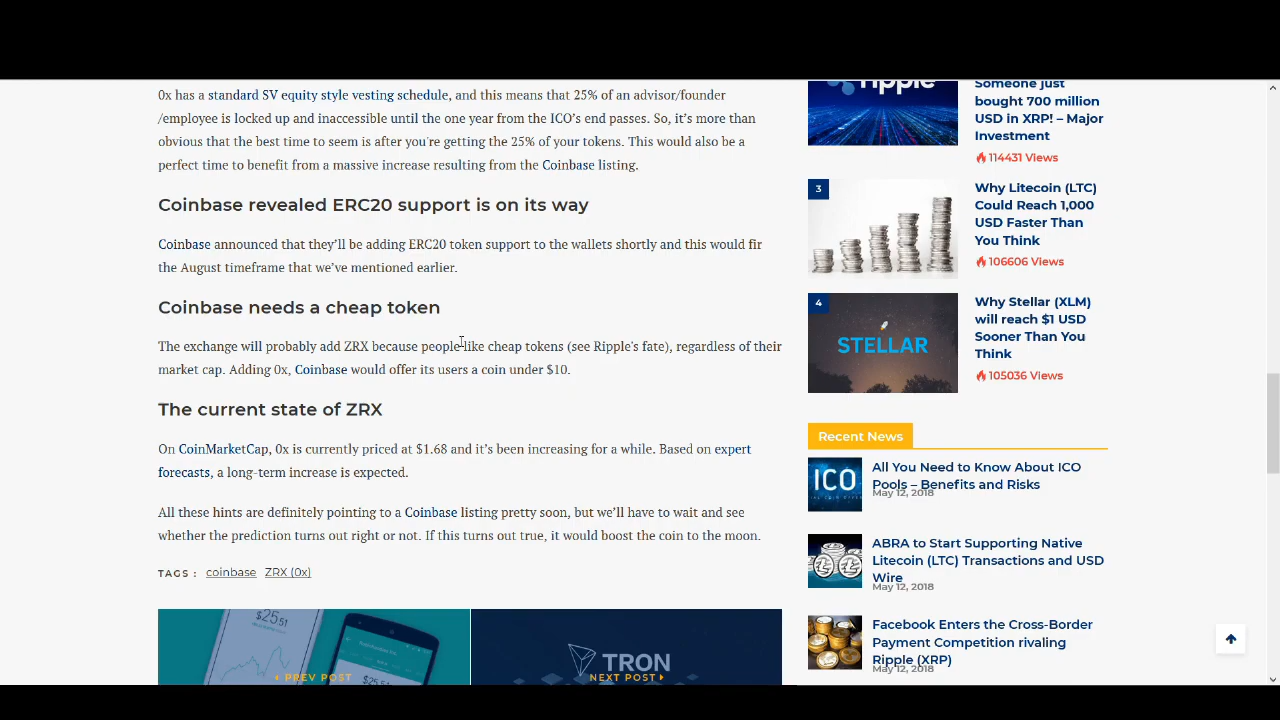 0x has a standard SV equity style vesting schedule, and this means that 25% of an advisor/founder
/employee is locked up and inaccessible until the one year from the ICO's end passes. So, it's more than
obvious that the best time to seem is after you're getting the 25% of your tokens. This would also be a
perfect time to benefit from a massive increase resulting from the Coinbase listing.
Coinbase revealed ERC20 support is on its way
Coinbase announced that they'll be adding ERC20 token support to the wallets shortly and this would fir
the August timeframe that we've mentioned earlier.
Coinbase needs a cheap token
The exchange will probably add ZRX because people like cheap tokens (see Ripple's fate), regardless of their
market cap. Adding 0x, Coinbase would offer its users a coin under $10.
The current state of ZRX
On CoinMarketCap, 0x is currently priced at $1.68 and it's been increasing for a while. Based on expert
forecasts, a long-term increase is expected.
All these hints are definitely pointing to a Coinbase listing pretty soon, but we'll have to wait and see
whether the prediction turns out right or not. If this turns out true, it would boost the coin to the moon.
TAGS : coinbase ZRX (0x)
$25.51
PREV POST
TRON
NEXT POST
ripple
Someone just
bought 700 million
USD in XRP! – Major
Investment
114431 Views
3
Why Litecoin (LTC)
Could Reach 1,000
USD Faster Than
You Think
106606 Views
4
STELLAR
Why Stellar (XLM)
will reach $1 USD
Sooner Than You
Think
105036 Views
Recent News
ICO
All You Need to Know About ICO
Pools – Benefits and Risks
May 12, 2018
ABRA to Start Supporting Native
Litecoin (LTC) Transactions and USD
Wire
May 12, 2018
Facebook Enters the Cross-Border
Payment Competition rivaling
Ripple (XRP)
May 12, 2018